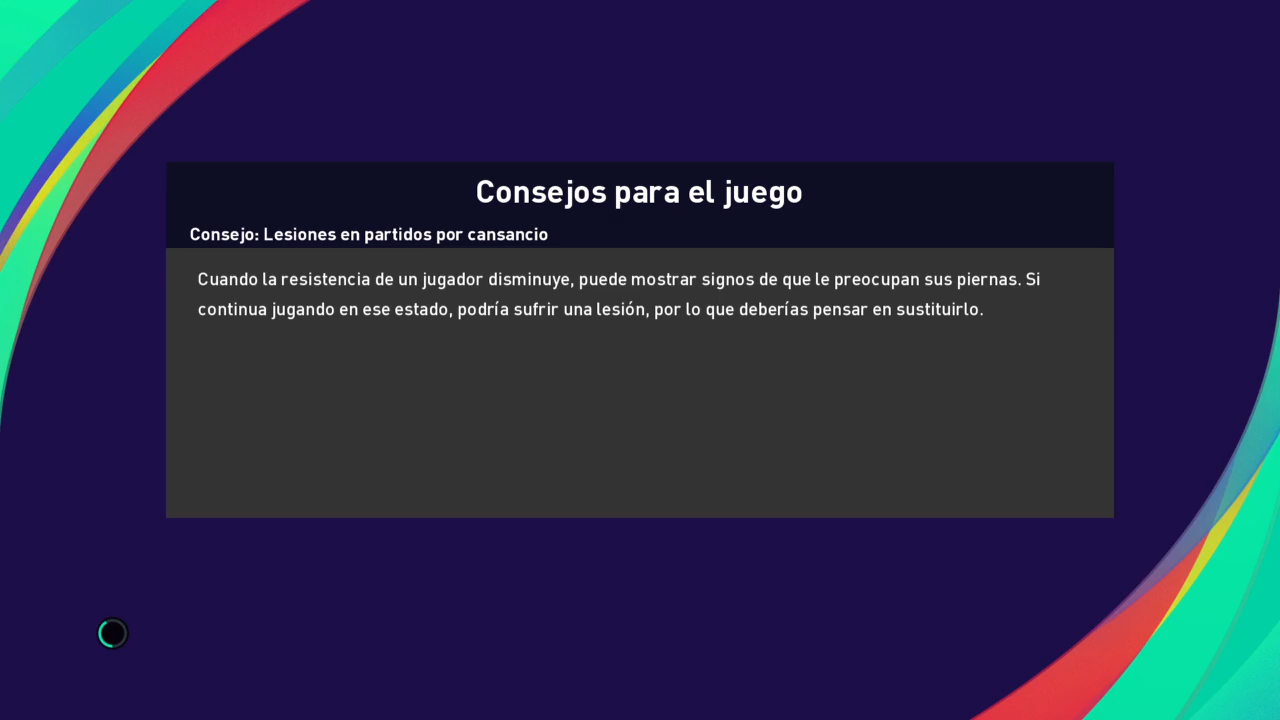 Consejos para el juego
Consejo: Lesiones en partidos por cansancio
Cuando la resistencia de un jugador disminuye, puede mostrar signos de que le preocupan sus piernas. Si
continua jugando en ese estado, podría sufrir una lesión, por lo que deberías pensar en sustituirlo.